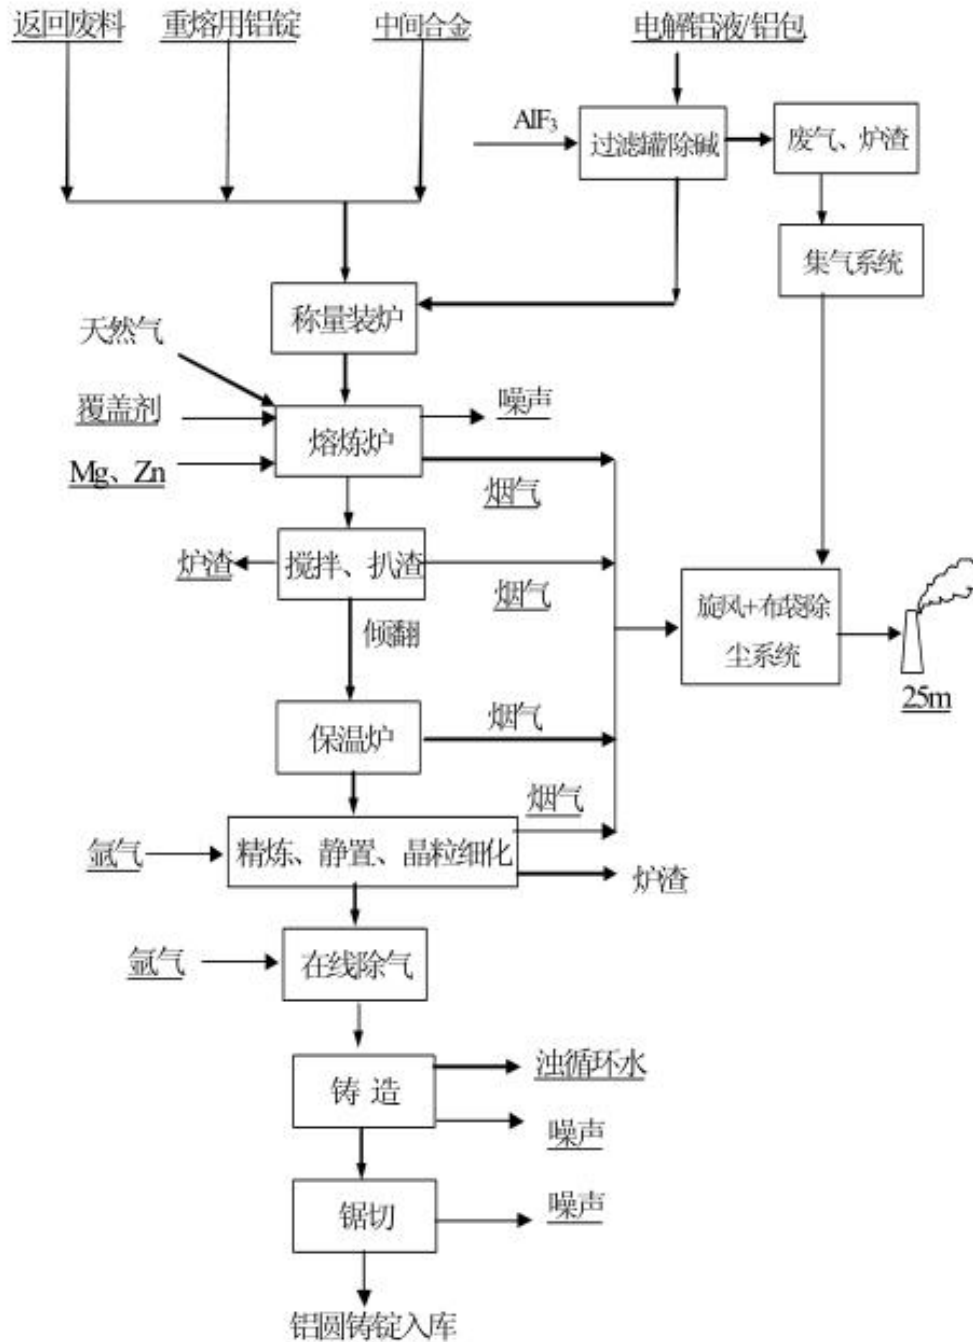 返回废料
重熔用铝锭
中间合金
电解铝液/铝包
AlF₃
过滤罐除碱
废气、炉渣
集气系统
称量装炉
天然气
覆盖剂
Mg、Zn
熔炼炉
噪声
烟气
炉渣
搅拌、扒渣
烟气
旋风+布袋除
尘系统
25m
倾翻
保温炉
烟气
烟气
氩气
精炼、静置、晶粒细化
炉渣
氩气
在线除气
铸 造
浊循环水
噪声
锯切
噪声
铝圆铸锭入库